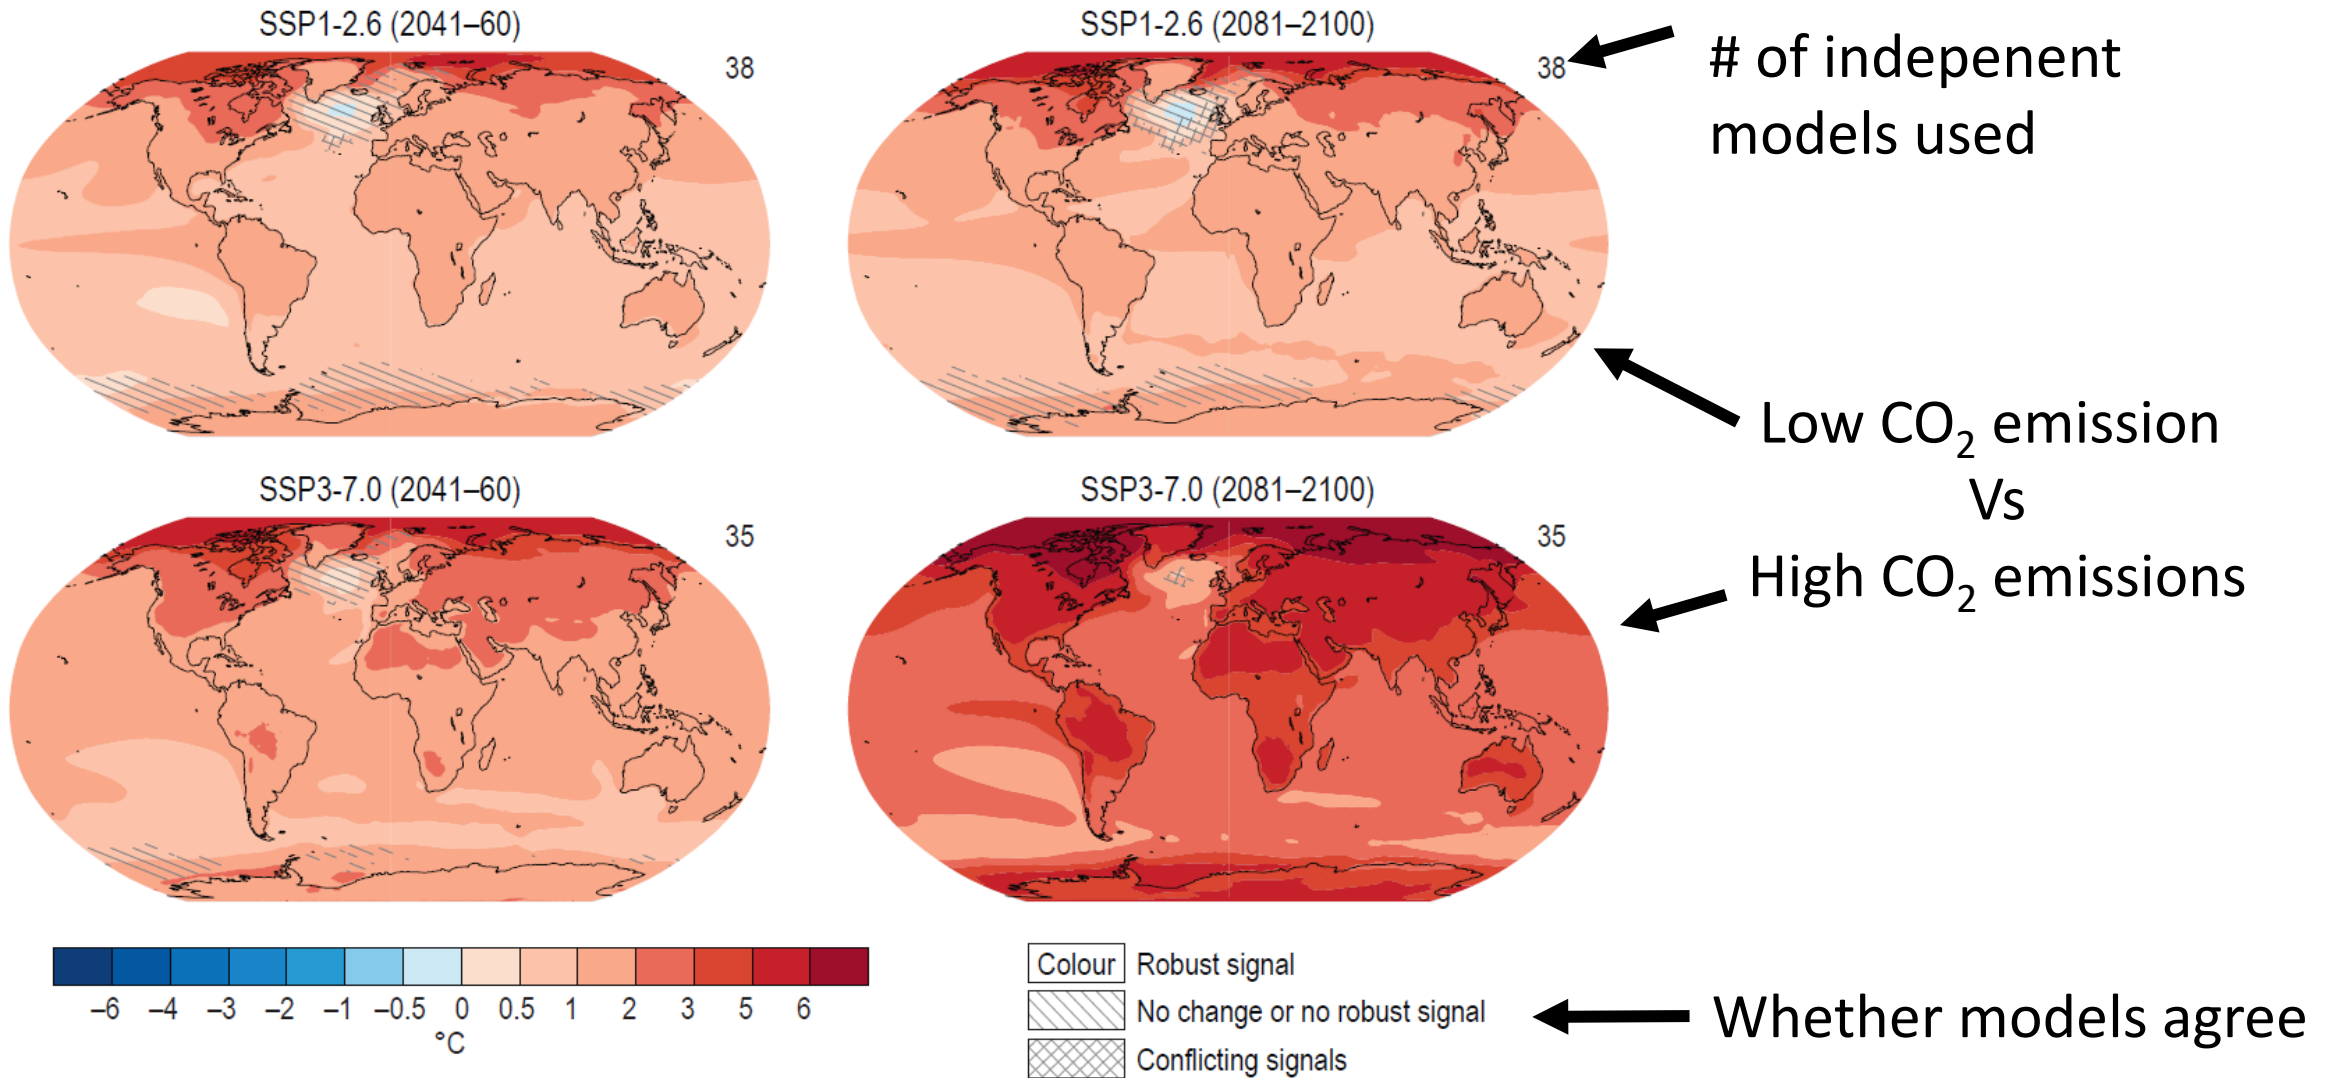 SSP1-2.6 (2041–60)
38
SSP1-2.6 (2081–2100)
38
# of indepenent
models used
Low CO₂ emission
Vs
High CO₂ emissions
SSP3-7.0 (2041–60)
35
SSP3-7.0 (2081–2100)
35
–6 –4 –3 –2 –1 –0.5 0 0.5 1 2 3 5 6
°C
Colour Robust signal
No change or no robust signal
Conflicting signals
Whether models agree